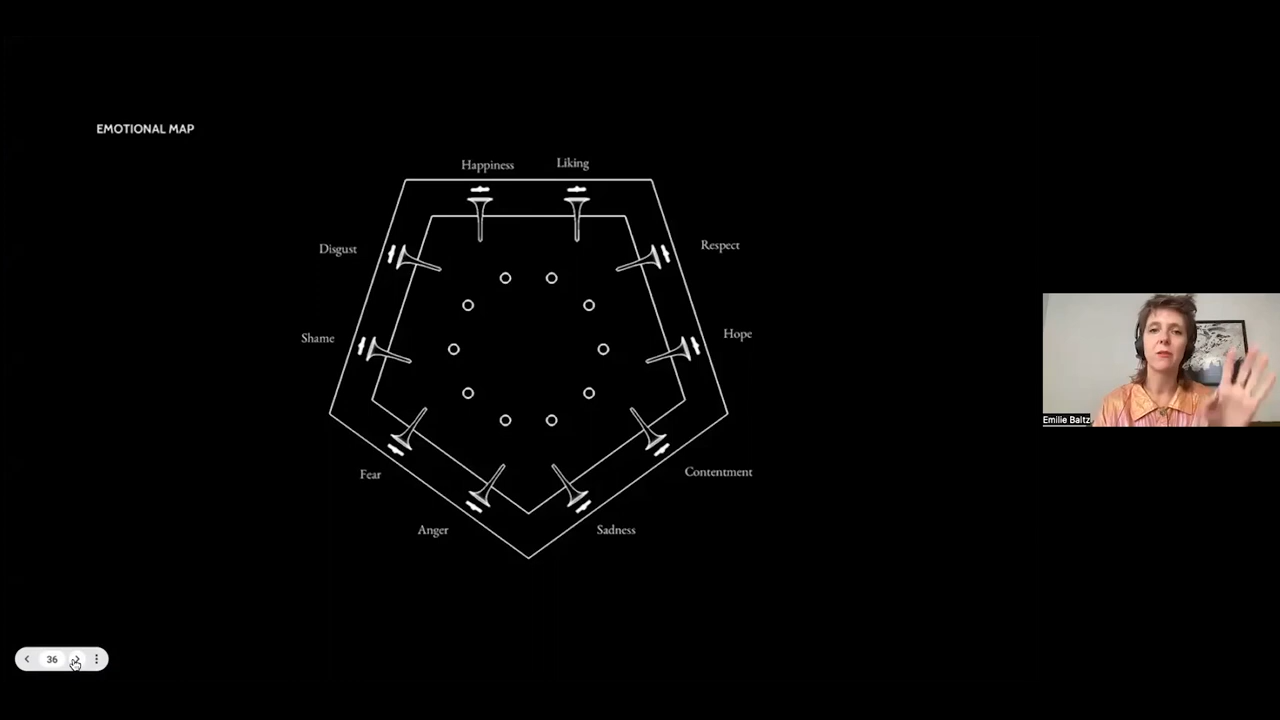 EMOTIONAL MAP
Happiness
Liking
Disgust
Respect
Shame
Hope
Fear
Contentment
Anger
Sadness
Emilie Baltz
36